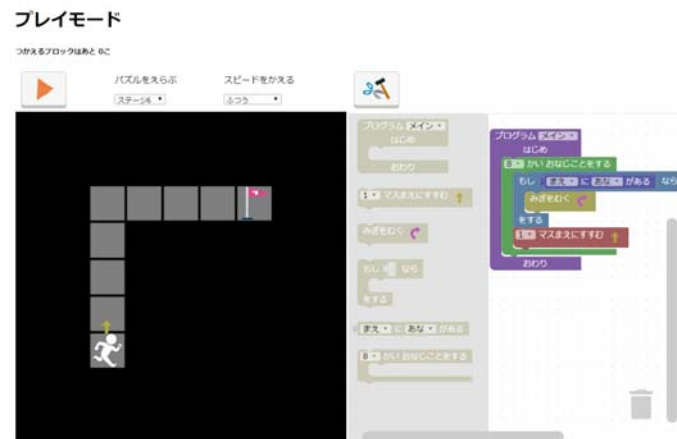 プレイモード
つかえるブロックはあと 0こ
パズルをえらぶ
スピードをかえる
ステージ6
ふつう
プログラム メイン
はじめ
おわり
1 マスまえにすすむ
みぎをむく
もし なら
をする
まえ に あな がある
8 かい おなじことをする
プログラム メイン
はじめ
8 かい おなじことをする
もし まえ に あな がある なら
みぎをむく
をする
1 マスまえにすすむ
おわり